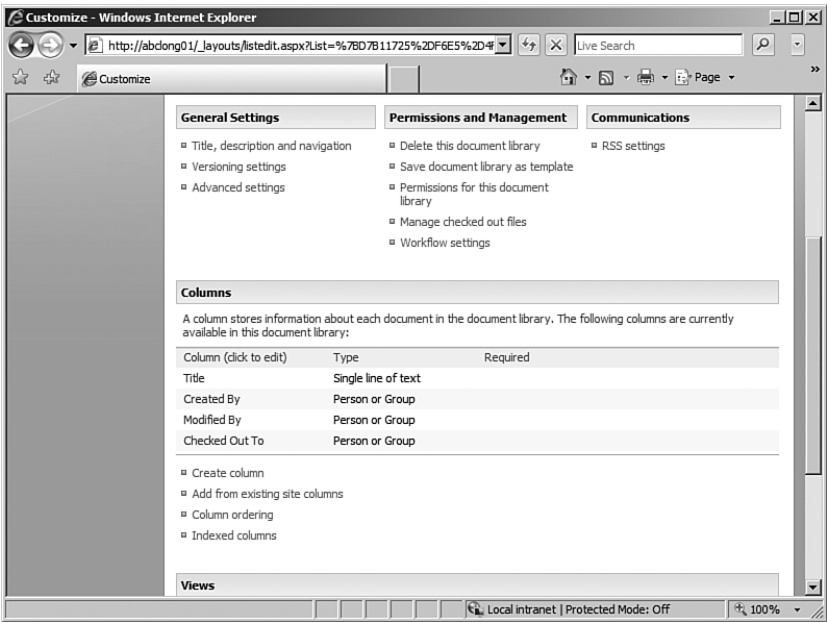 Customize - Windows Internet Explorer
http://abclong01/_layouts/listedit.aspx?List=%7BD7B11725%2DF6E5%2D4F
Live Search
Customize
Page
General Settings
Permissions and Management
Communications
Title, description and navigation
Versioning settings
Advanced settings
Delete this document library
Save document library as template
Permissions for this document
library
Manage checked out files
Workflow settings
RSS settings
Columns
A column stores information about each document in the document library. The following columns are currently
available in this document library:
Column (click to edit) Type Required
Title Single line of text
Created By Person or Group
Modified By Person or Group
Checked Out To Person or Group
Create column
Add from existing site columns
Column ordering
Indexed columns
Views
Local intranet | Protected Mode: Off
100%